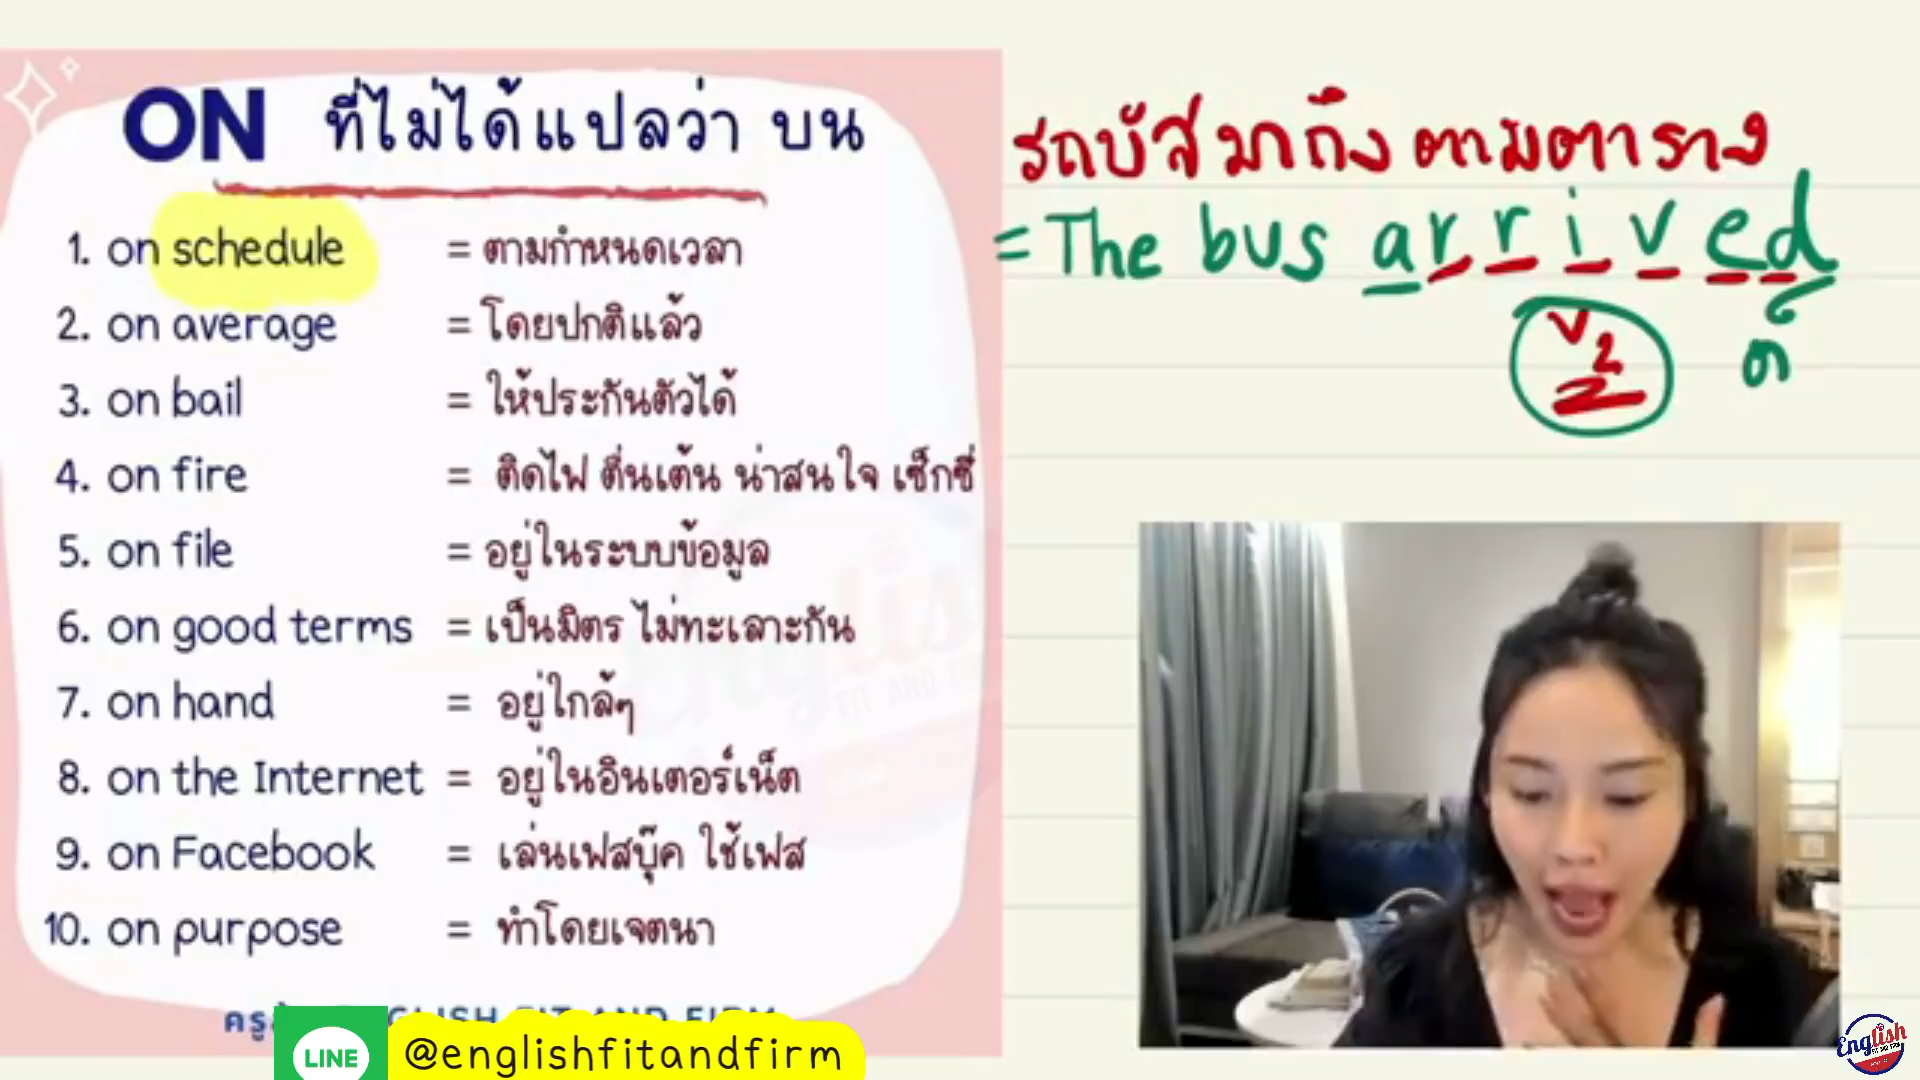 ON ที่ไม่ได้แปลว่า บน
1. on schedule = ตามกำหนดเวลา
2. on average = โดยปกติแล้ว
3. on bail = ให้ประกันตัวได้
4. on fire = ติดไฟ ตื่นเต้น น่าสนใจ เซ็กซี่
5. on file = อยู่ในระบบข้อมูล
6. on good terms = เป็นมิตร ไม่ทะเลาะกัน
7. on hand = อยู่ใกล้ๆ
8. on the Internet = อยู่ในอินเตอร์เน็ต
9. on Facebook = เล่นเฟสบุ๊ค ใช้เฟส
10. on purpose = ทำโดยเจตนา
รถบัสมาถึงตามตาราง
= The bus arrived
V2
ด์
LINE @englishfitandfirm
English
FIT AND FIRM